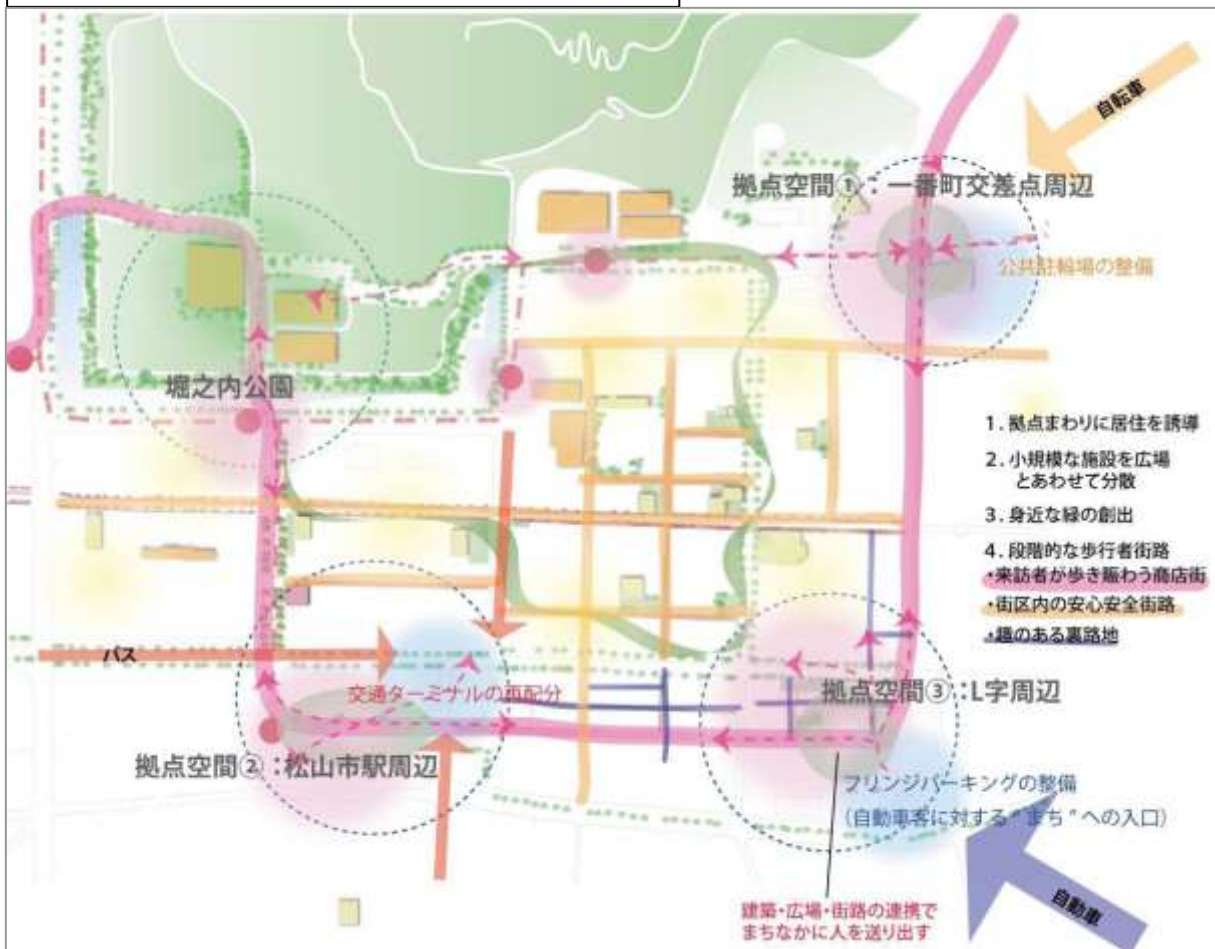 自転車
拠点空間①：一番町交差点周辺
公共駐輪場の整備
堀之内公園
1. 拠点まわりに居住を誘導
2. 小規模な施設を広場
とあわせて分散
3. 身近な緑の創出
4. 段階的な歩行者街路
・来訪者が歩き賑わう商店街
・街区内の安心安全街路
・趣のある裏路地
バス
交通ターミナルの再配分
拠点空間③：L字周辺
拠点空間②：松山市駅周辺
フリンジパーキングの整備
（自動車客に対する“まち”への入口）
自動車
建築・広場・街路の連携で
まちなかに人を送り出す